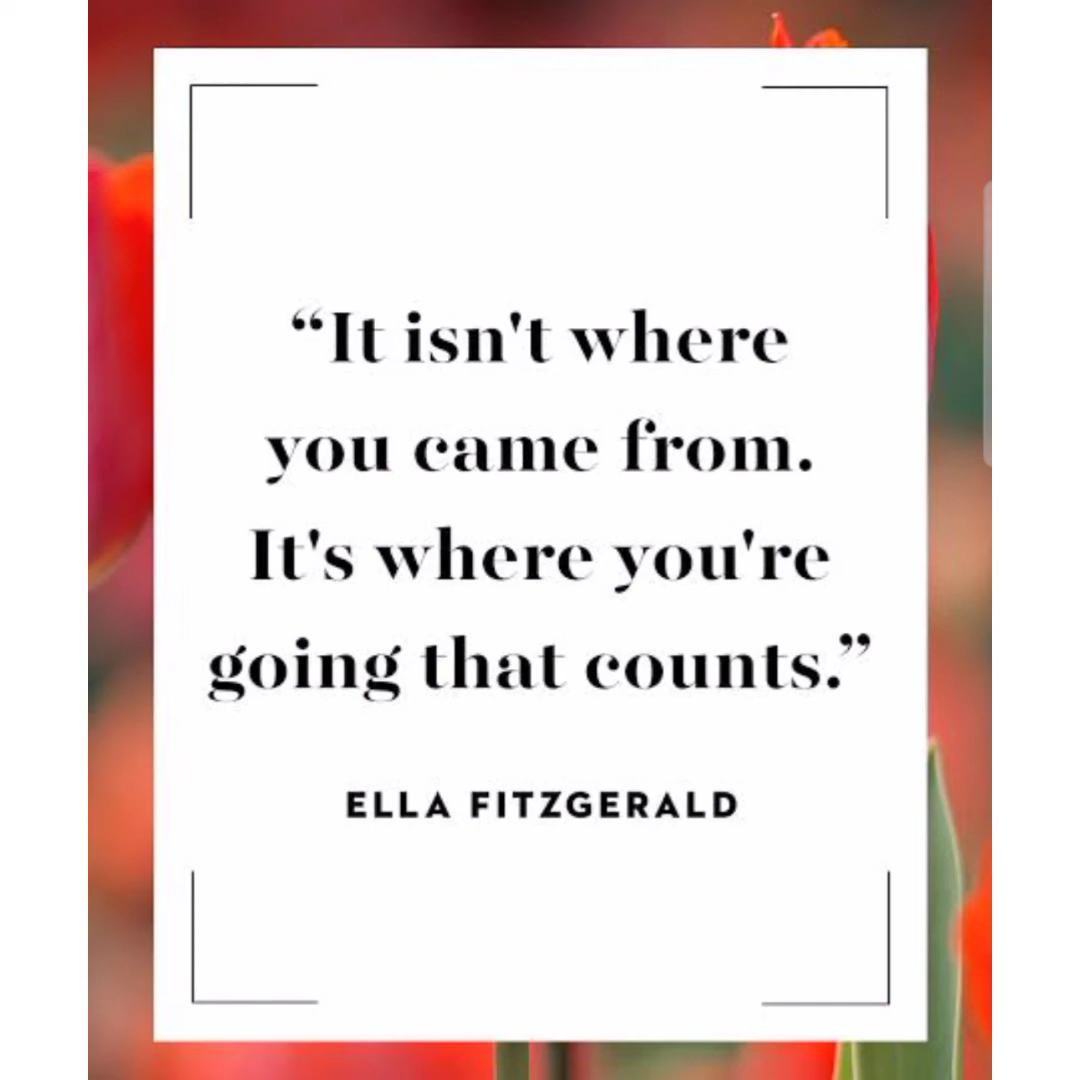 “It isn't where
you came from.
It's where you're
going that counts.”
ELLA FITZGERALD